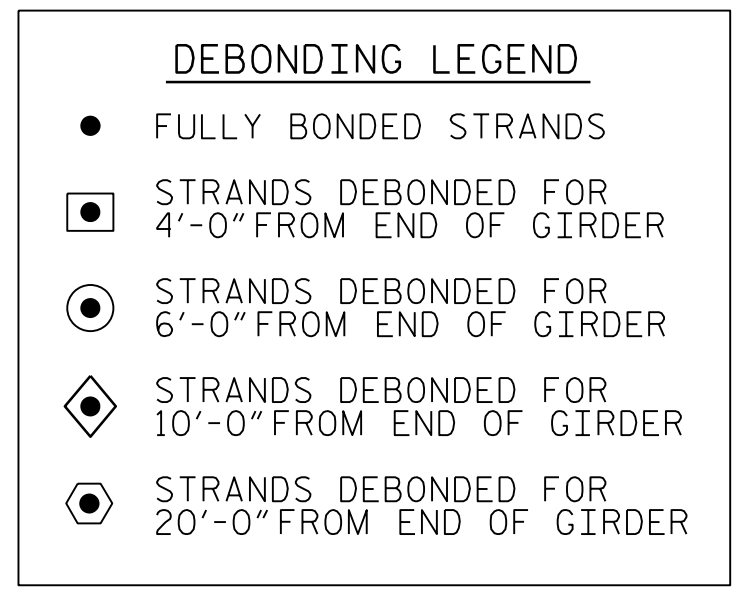 DEBONDING LEGEND
FULLY BONDED STRANDS
STRANDS DEBONDED FOR
4'-0" FROM END OF GIRDER
STRANDS DEBONDED FOR
6'-0" FROM END OF GIRDER
STRANDS DEBONDED FOR
10'-0" FROM END OF GIRDER
STRANDS DEBONDED FOR
20'-0" FROM END OF GIRDER